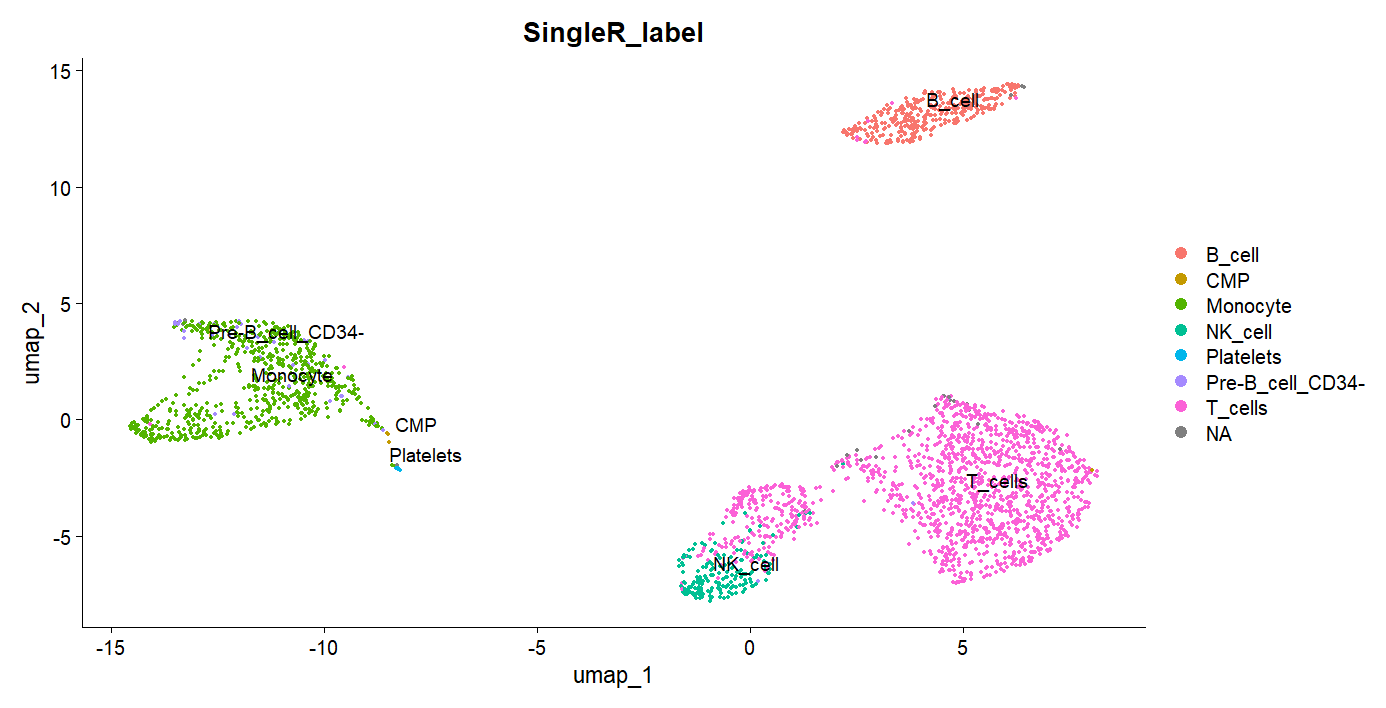 SingleR_label
15
10
5
0
-5
umap_2
B_cell
Pre-B_cell_CD34-
Monocyte
CMP
Platelets
T_cells
NK_cell
-15
-10
-5
0
5
umap_1
B_cell
CMP
Monocyte
NK_cell
Platelets
Pre-B_cell_CD34-
T_cells
NA